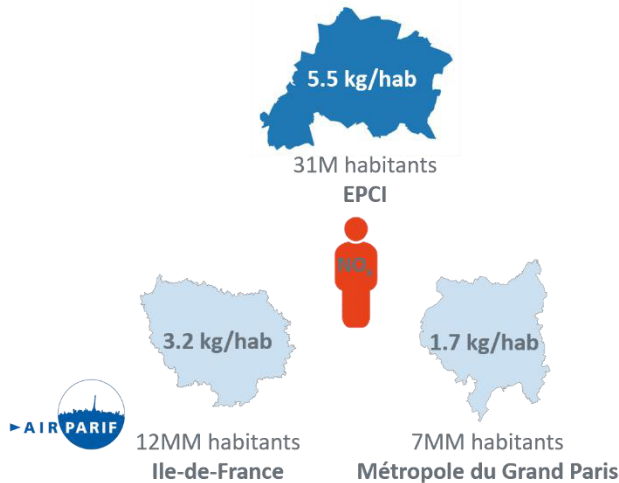 5.5 kg/hab
31M habitants
EPCI
NOx
3.2 kg/hab
1.7 kg/hab
AIRPARIF
12MM habitants
Ile-de-France
7MM habitants
Métropole du Grand Paris